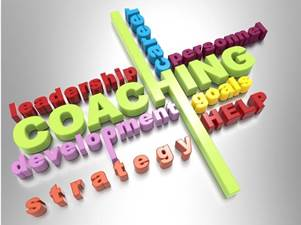 career
personnel
leadership
COACHING
goals
development
HELP
strategy